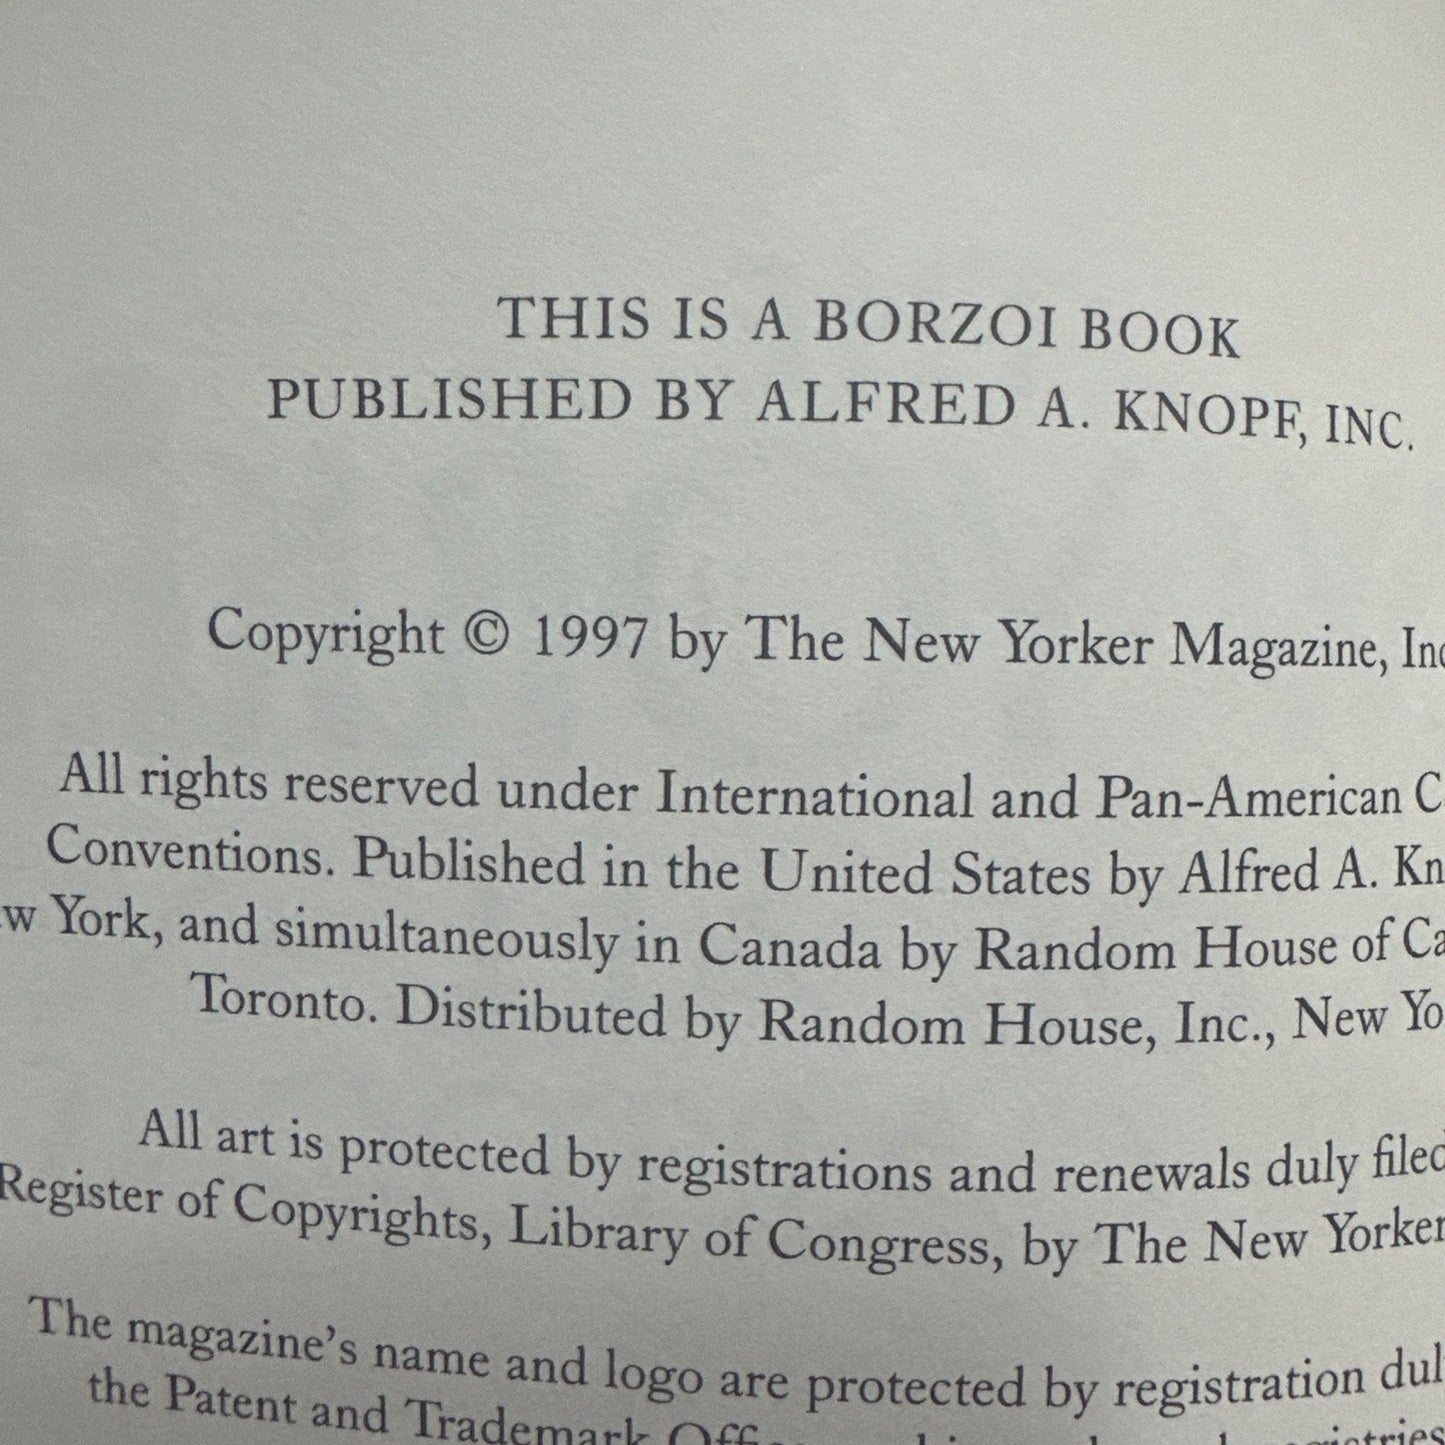 THIS IS A BORZOI BOOK
PUBLISHED BY ALFRED A. KNOPF, INC.
Copyright © 1997 by The New Yorker Magazine, Inc
All rights reserved under International and Pan-American C
Conventions. Published in the United States by Alfred A. Kn
w York, and simultaneously in Canada by Random House of Ca
Toronto. Distributed by Random House, Inc., New Yo
All art is protected by registrations and renewals duly filed
Register of Copyrights, Library of Congress, by The New Yorker
The magazine's name and logo are protected by registration dul
the Patent and Trademark